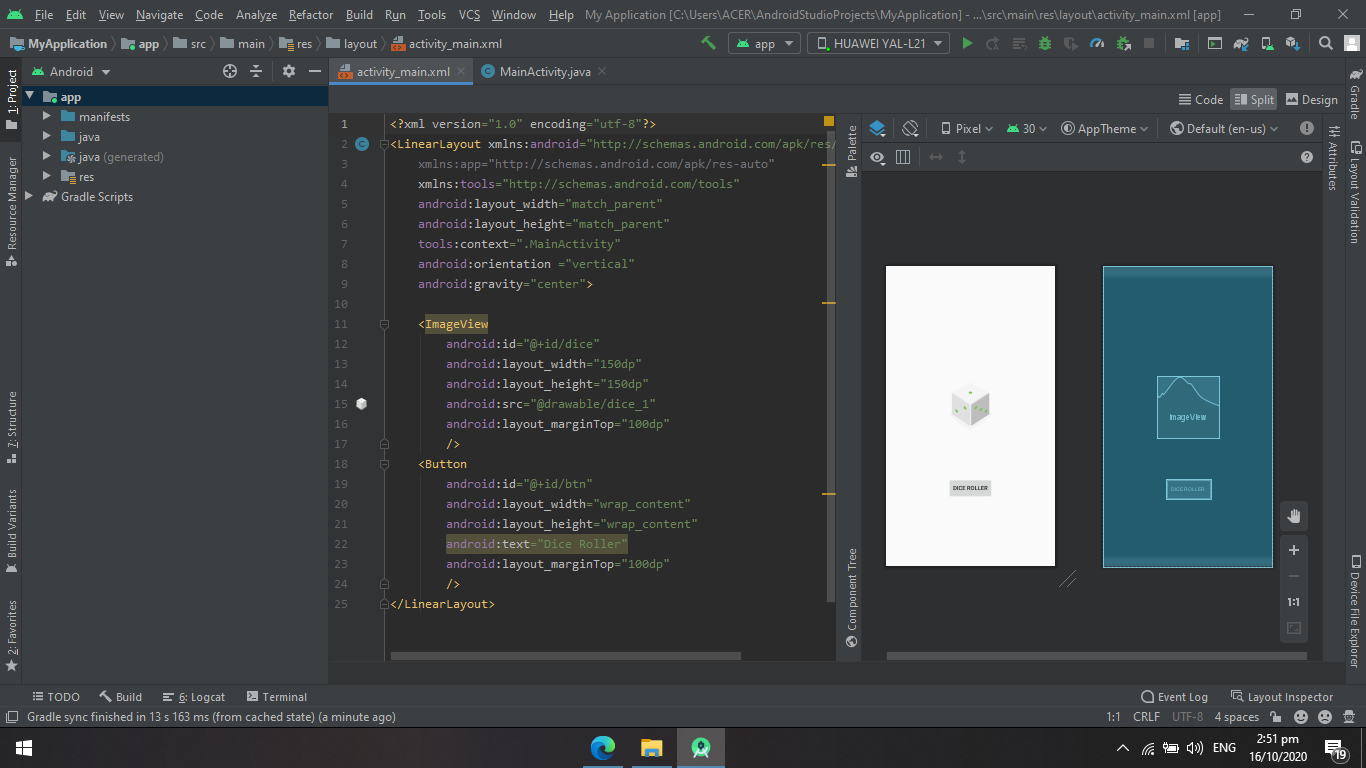 File Edit View Navigate Code Analyze Refactor Build Run Tools VCS Window Help My Application [C:\Users\ACER\AndroidStudioProjects\MyApplication] - ...\src\main\res\layout\activity_main.xml [app]
MyApplication app src main res layout activity_main.xml app HUAWEI YAL-L21
Android activity_main.xml MainActivity.java
Code Split Design
1: Project
Resource Manager
7: Structure
Build Variants
2: Favorites
app
manifests
java
java (generated)
res
Gradle Scripts
1 <?xml version="1.0" encoding="utf-8"?>
2 <LinearLayout xmlns:android="http://schemas.android.com/apk/res/
3 xmlns:app="http://schemas.android.com/apk/res-auto"
4 xmlns:tools="http://schemas.android.com/tools"
5 android:layout_width="match_parent"
6 android:layout_height="match_parent"
7 tools:context=".MainActivity"
8 android:orientation ="vertical"
9 android:gravity="center">
10
11 <ImageView
12 android:id="@+id/dice"
13 android:layout_width="150dp"
14 android:layout_height="150dp"
15 android:src="@drawable/dice_1"
16 android:layout_marginTop="100dp"
17 />
18 <Button
19 android:id="@+id/btn"
20 android:layout_width="wrap_content"
21 android:layout_height="wrap_content"
22 android:text="Dice Roller"
23 android:layout_marginTop="100dp"
24 />
25 </LinearLayout>
Palette
Component Tree
Pixel 30 AppTheme Default (en-us)
ImageView
DICE ROLLER
DICE ROLLER
1:1
Attributes
Gradle
Layout Validation
Device File Explorer
TODO Build 6: Logcat Terminal Event Log Layout Inspector
Gradle sync finished in 13 s 163 ms (from cached state) (a minute ago) 1:1 CRLF UTF-8 4 spaces
ENG 2:51 pm
16/10/2020 19